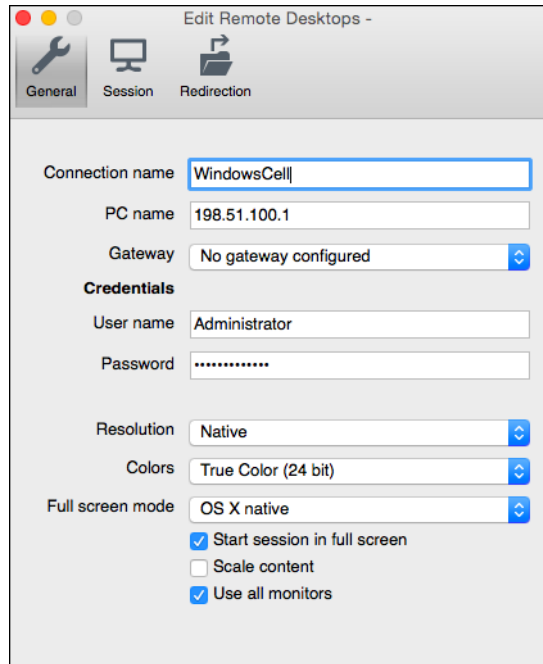 Edit Remote Desktops -
General Session Redirection
Connection name WindowsCell
PC name 198.51.100.1
Gateway No gateway configured
Credentials
User name Administrator
Password •••••••••••••
Resolution Native
Colors True Color (24 bit)
Full screen mode OS X native
Start session in full screen
Scale content
Use all monitors